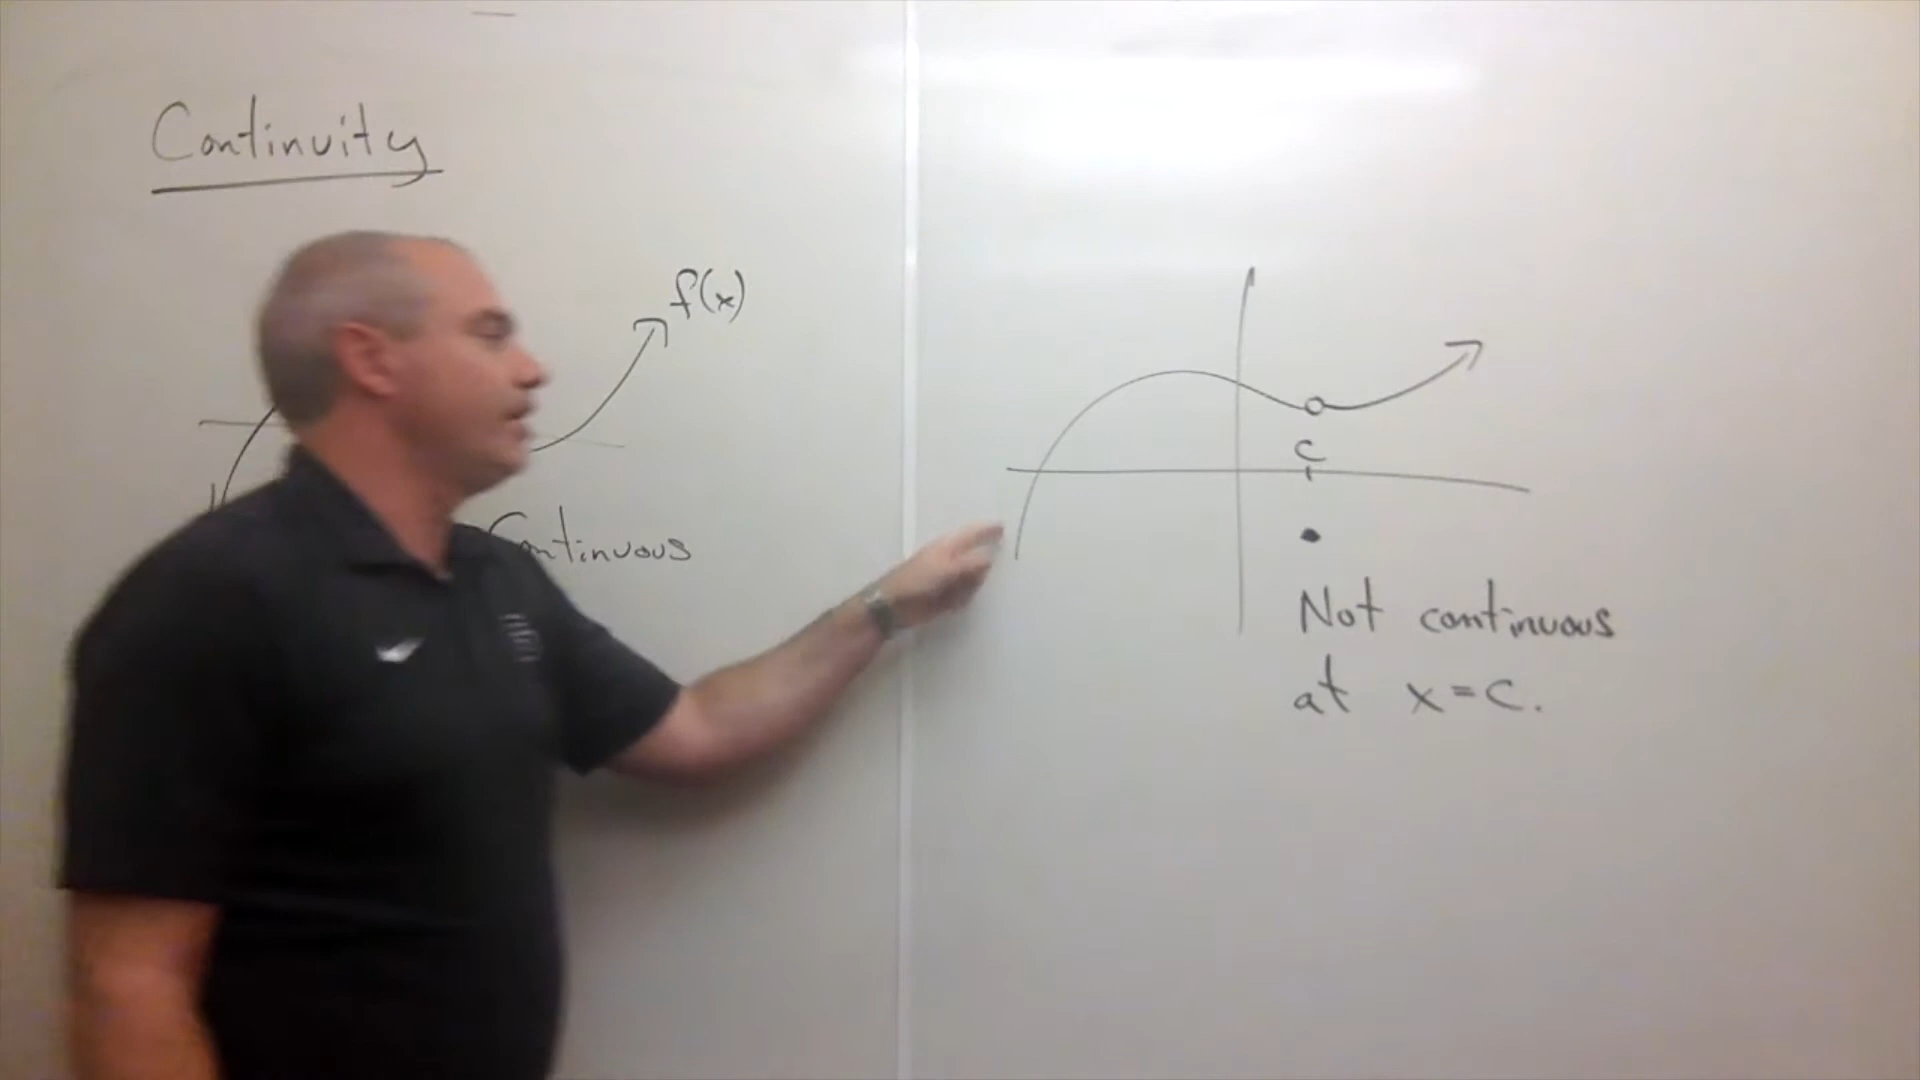 Continuity
f(x)
Continuous
c
Not continuous
at x=c.